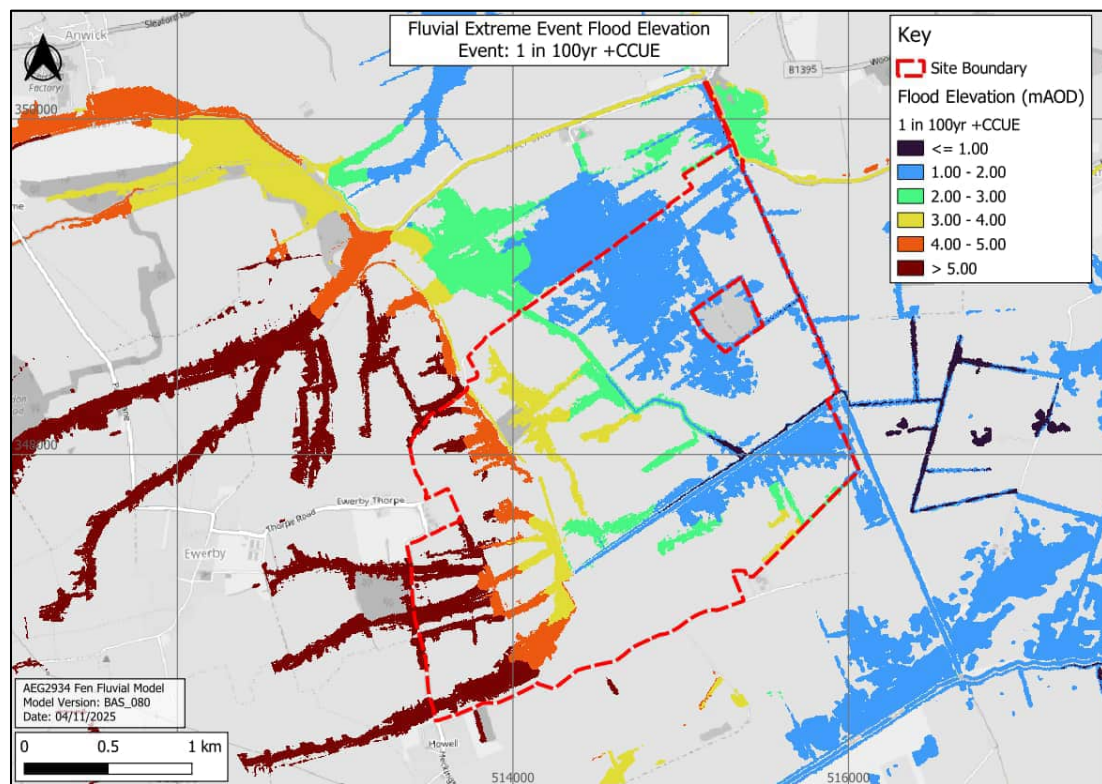 Fluvial Extreme Event Flood Elevation
Event: 1 in 100yr +CCUE
Key
Site Boundary
Flood Elevation (mAOD)
1 in 100yr +CCUE
<= 1.00
1.00 - 2.00
2.00 - 3.00
3.00 - 4.00
4.00 - 5.00
> 5.00
Sleaford Road
Anwick
Factory
B1395
350000
348000
Ewerby Thorpe
Thorpe Road
Ewerby
Howell
514000
516000
AEG2934 Fen Fluvial Model
Model Version: BAS_080
Date: 04/11/2025
0 0.5 1 km